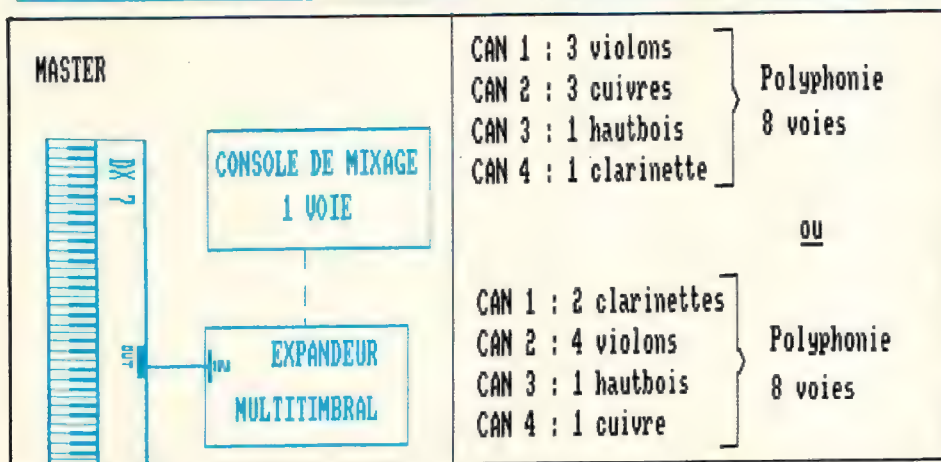 MASTER
DX 7
OUT
IN
CONSOLE DE MIXAGE
1 VOIE
EXPANDEUR
MULTITIMBRAL
CAN 1 : 3 violons
CAN 2 : 3 cuivres
CAN 3 : 1 hautbois
CAN 4 : 1 clarinette
Polyphonie
8 voies
ou
CAN 1 : 2 clarinettes
CAN 2 : 4 violons
CAN 3 : 1 hautbois
CAN 4 : 1 cuivre
Polyphonie
8 voies